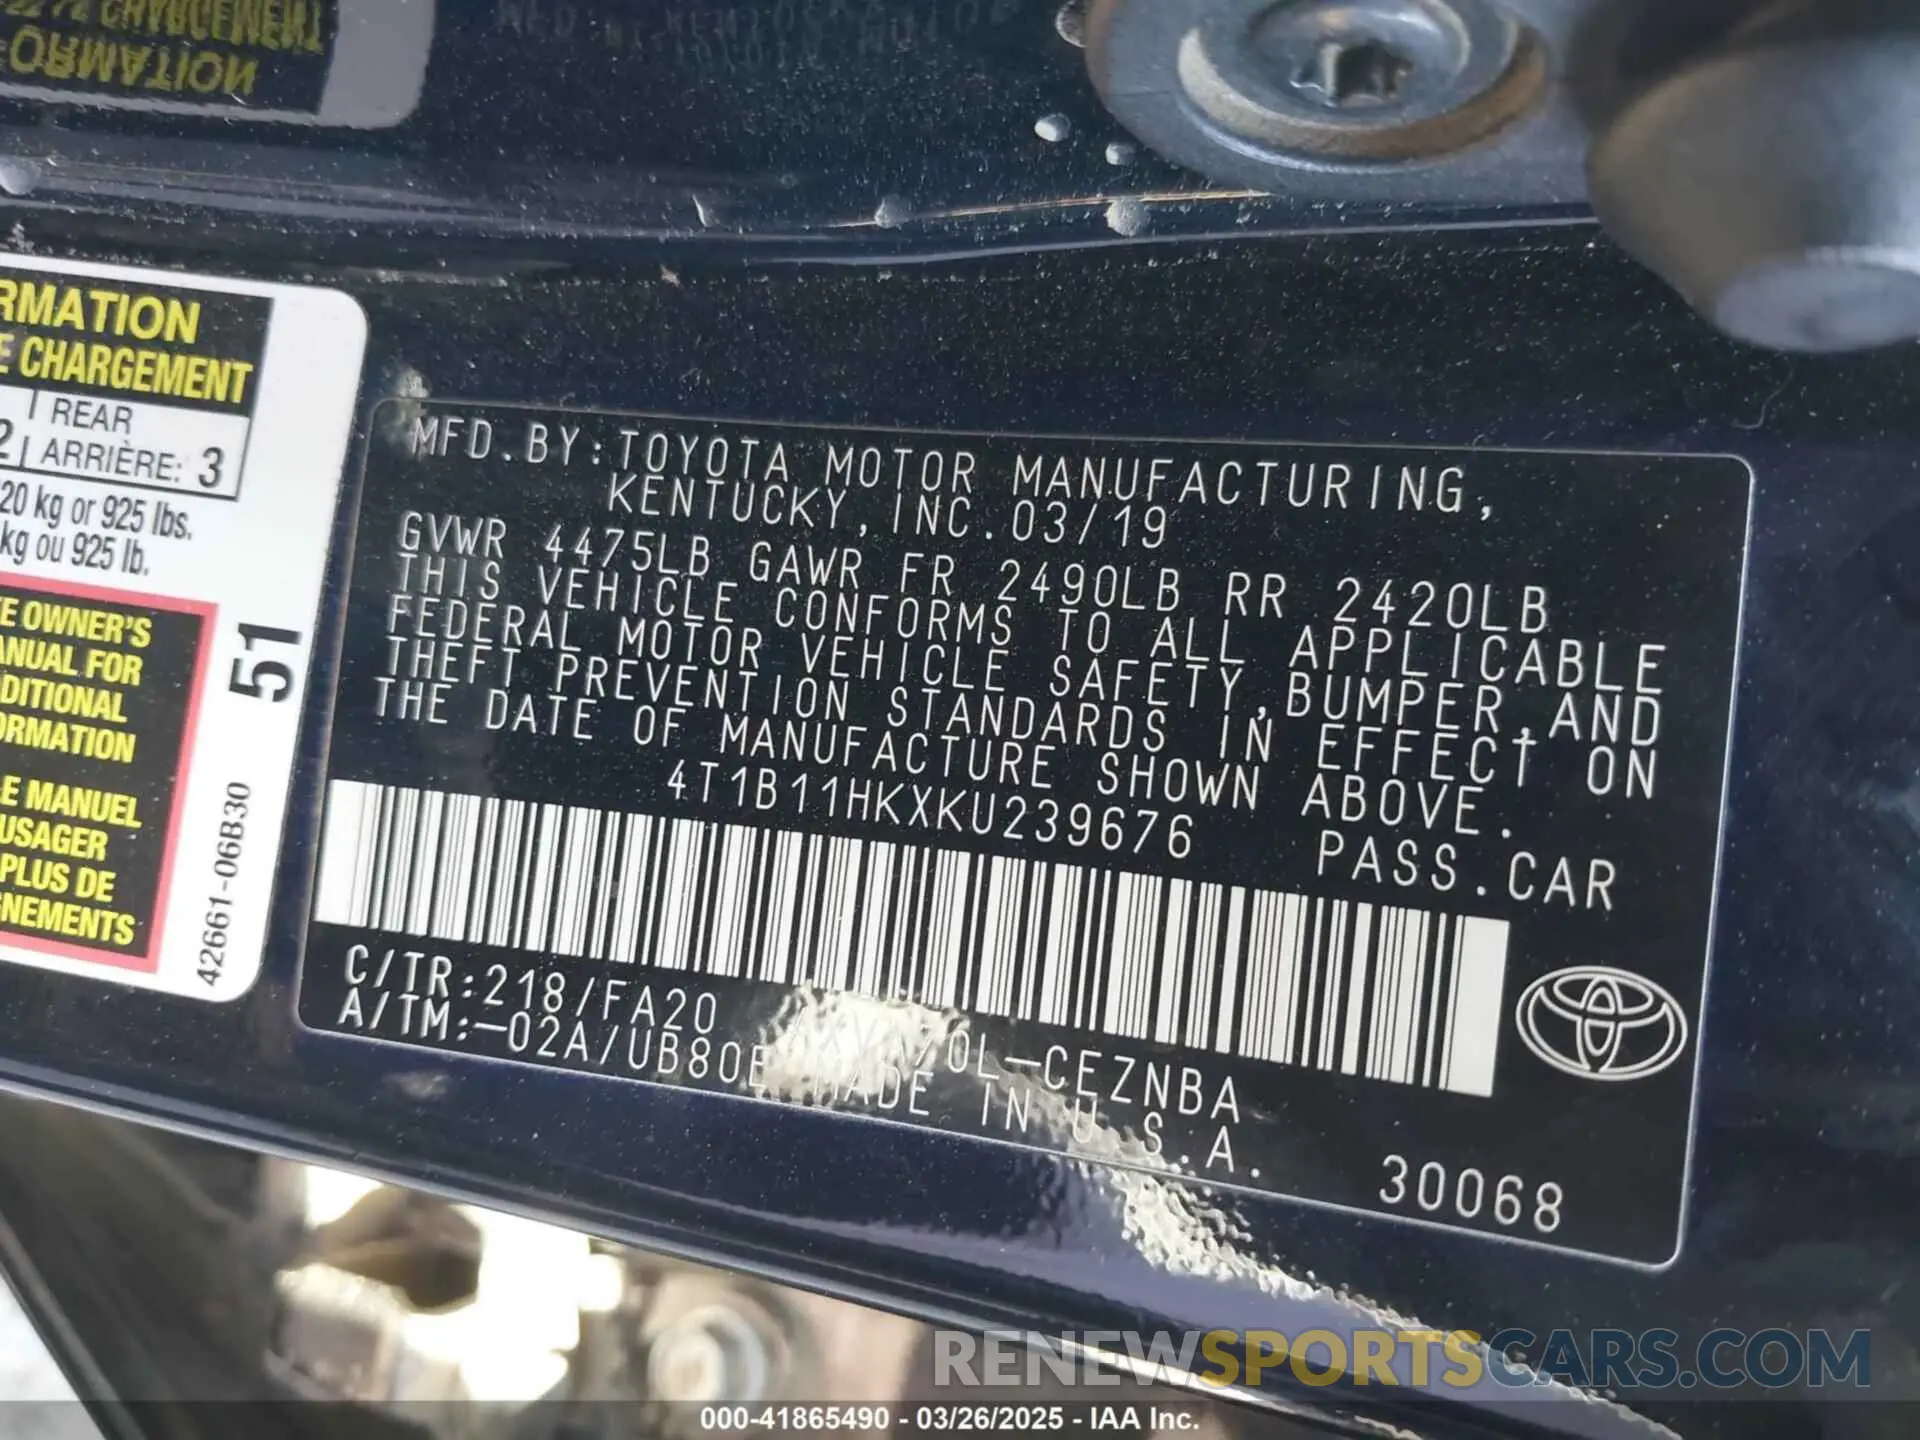 ORMATION
RMATION
E CHARGEMENT
REAR
2 ARRIÈRE: 3
20 kg or 925 lbs.
kg ou 925 lb.
E OWNER'S
ANUAL FOR
DITIONAL
ORMATION
E MANUEL
USAGER
PLUS DE
GNEMENTS
51
42661-06B30
MFD.BY:TOYOTA MOTOR MANUFACTURING,
KENTUCKY,INC.03/19
GVWR 4475LB GAWR FR 2490LB RR 2420LB
THIS VEHICLE CONFORMS TO ALL APPLICABLE
FEDERAL MOTOR VEHICLE SAFETY,BUMPER,AND
THEFT PREVENTION STANDARDS IN EFFECT ON
THE DATE OF MANUFACTURE SHOWN ABOVE.
4T1B11HKXKU239676 PASS.CAR
C/TR:218/FA20 70L-CEZNBA
A/TM:-02A/UB80E MADE IN U.S.A.
30068
RENEWSPORTSCARS.COM
000-41865490 - 03/26/2025 - IAA Inc.